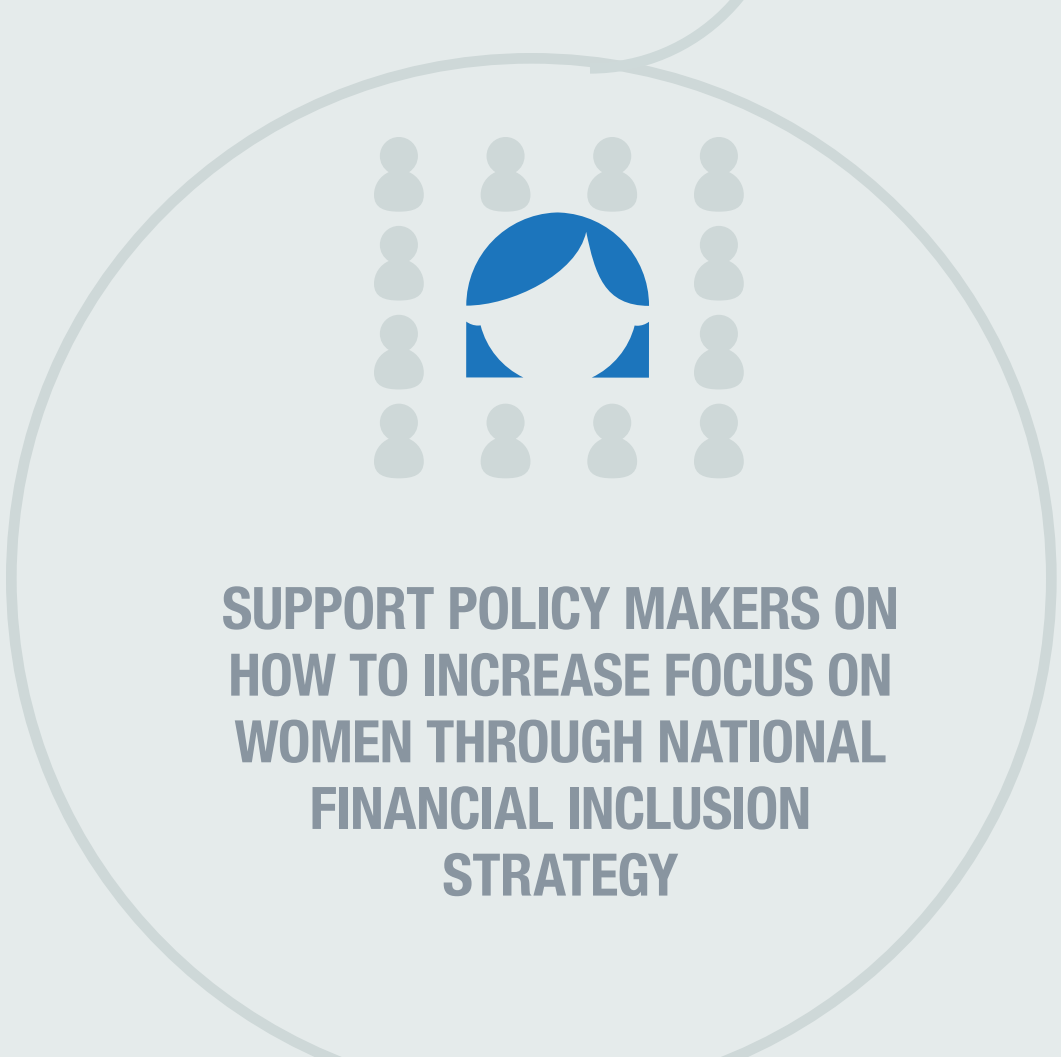 SUPPORT POLICY MAKERS ON
HOW TO INCREASE FOCUS ON
WOMEN THROUGH NATIONAL
FINANCIAL INCLUSION
STRATEGY